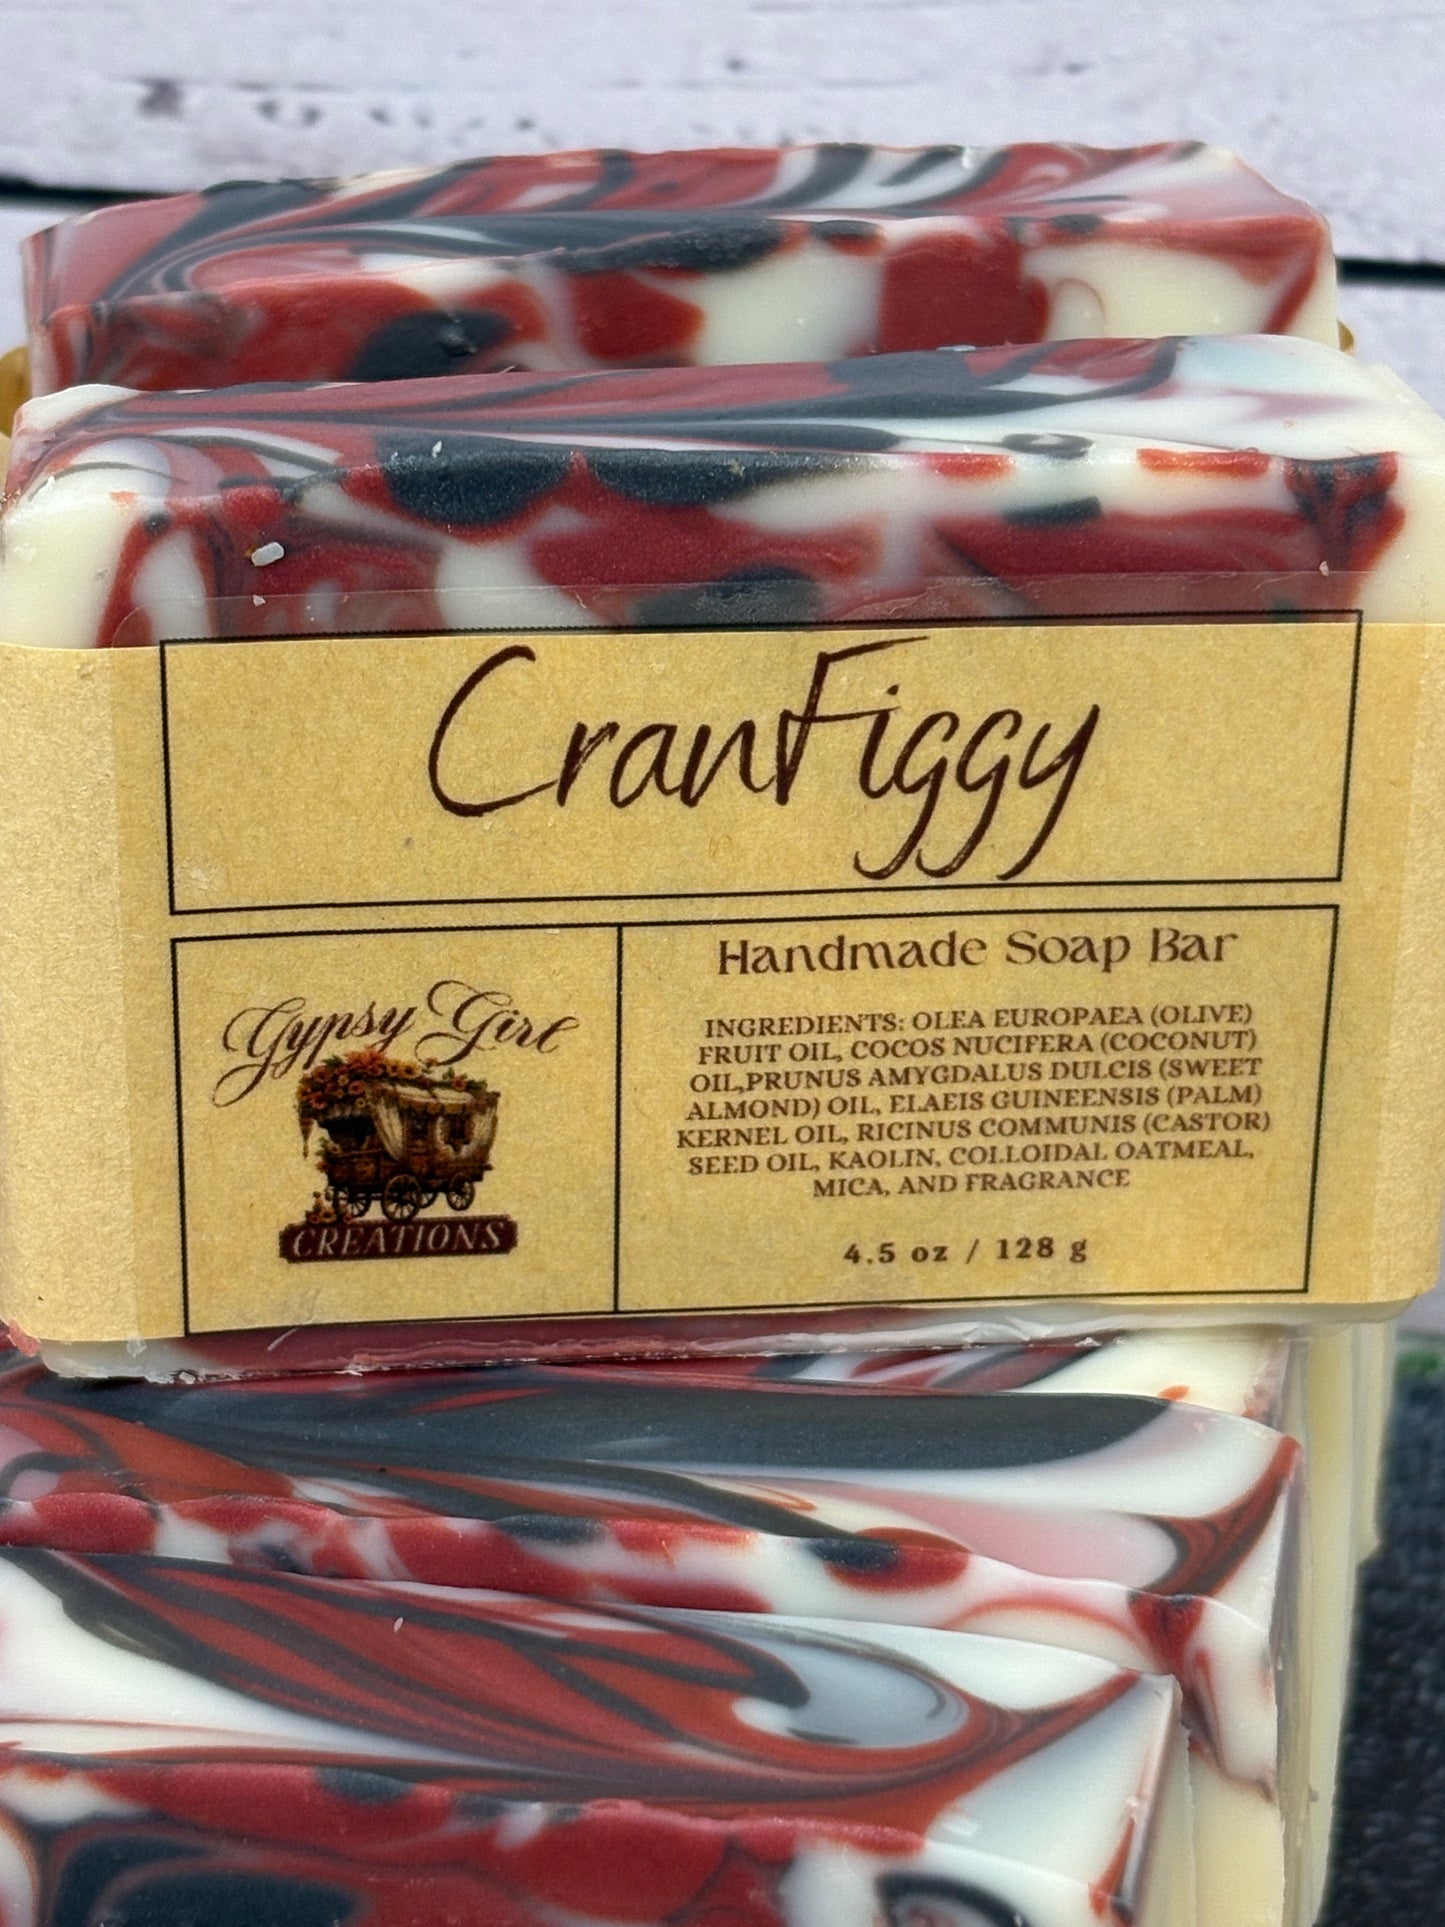 CranFiggy
Gypsy Girl
CREATIONS
Handmade Soap Bar
INGREDIENTS: OLEA EUROPAEA (OLIVE)
FRUIT OIL, COCOS NUCIFERA (COCONUT)
OIL,PRUNUS AMYGDALUS DULCIS (SWEET
ALMOND) OIL, ELAEIS GUINEENSIS (PALM)
KERNEL OIL, RICINUS COMMUNIS (CASTOR)
SEED OIL, KAOLIN, COLLOIDAL OATMEAL,
MICA, AND FRAGRANCE
4.5 oz / 128 g